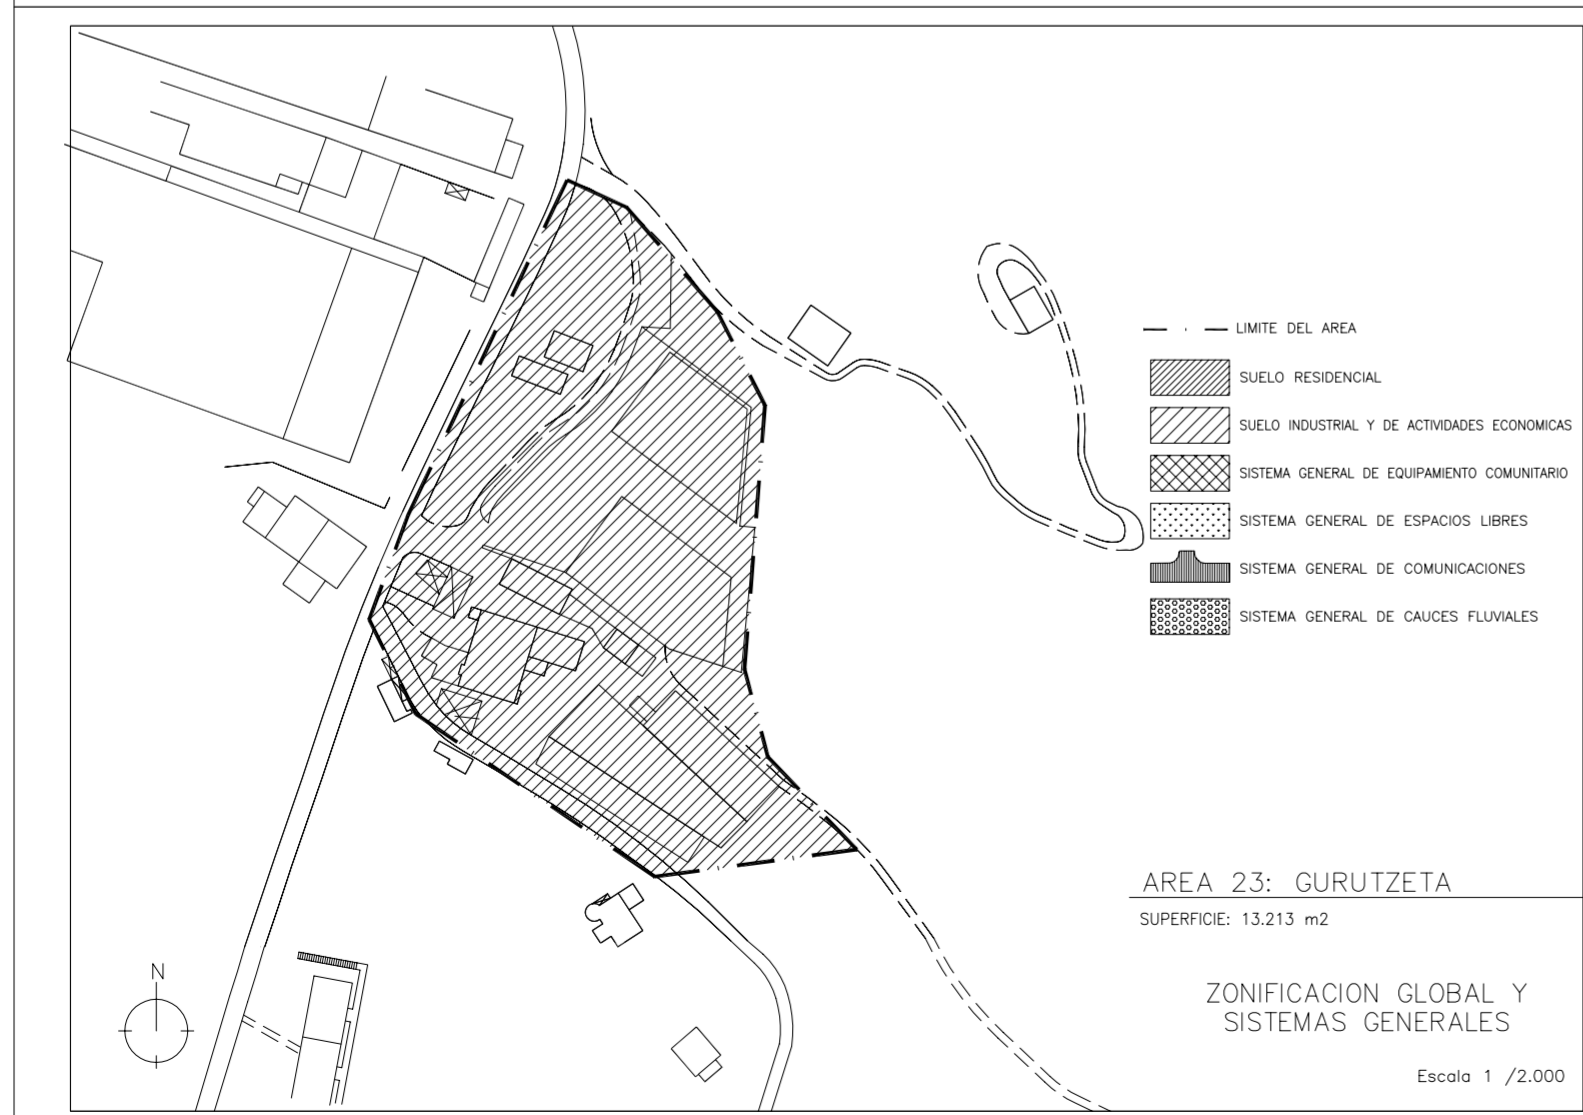 LIMITE DEL AREA
SUELO RESIDENCIAL
SUELO INDUSTRIAL Y DE ACTIVIDADES ECONOMICAS
SISTEMA GENERAL DE EQUIPAMIENTO COMUNITARIO
SISTEMA GENERAL DE ESPACIOS LIBRES
SISTEMA GENERAL DE COMUNICACIONES
SISTEMA GENERAL DE CAUCES FLUVIALES
AREA 23: GURUTZETA
SUPERFICIE: 13.213 m2
N
ZONIFICACION GLOBAL Y
SISTEMAS GENERALES
Escala 1 /2.000